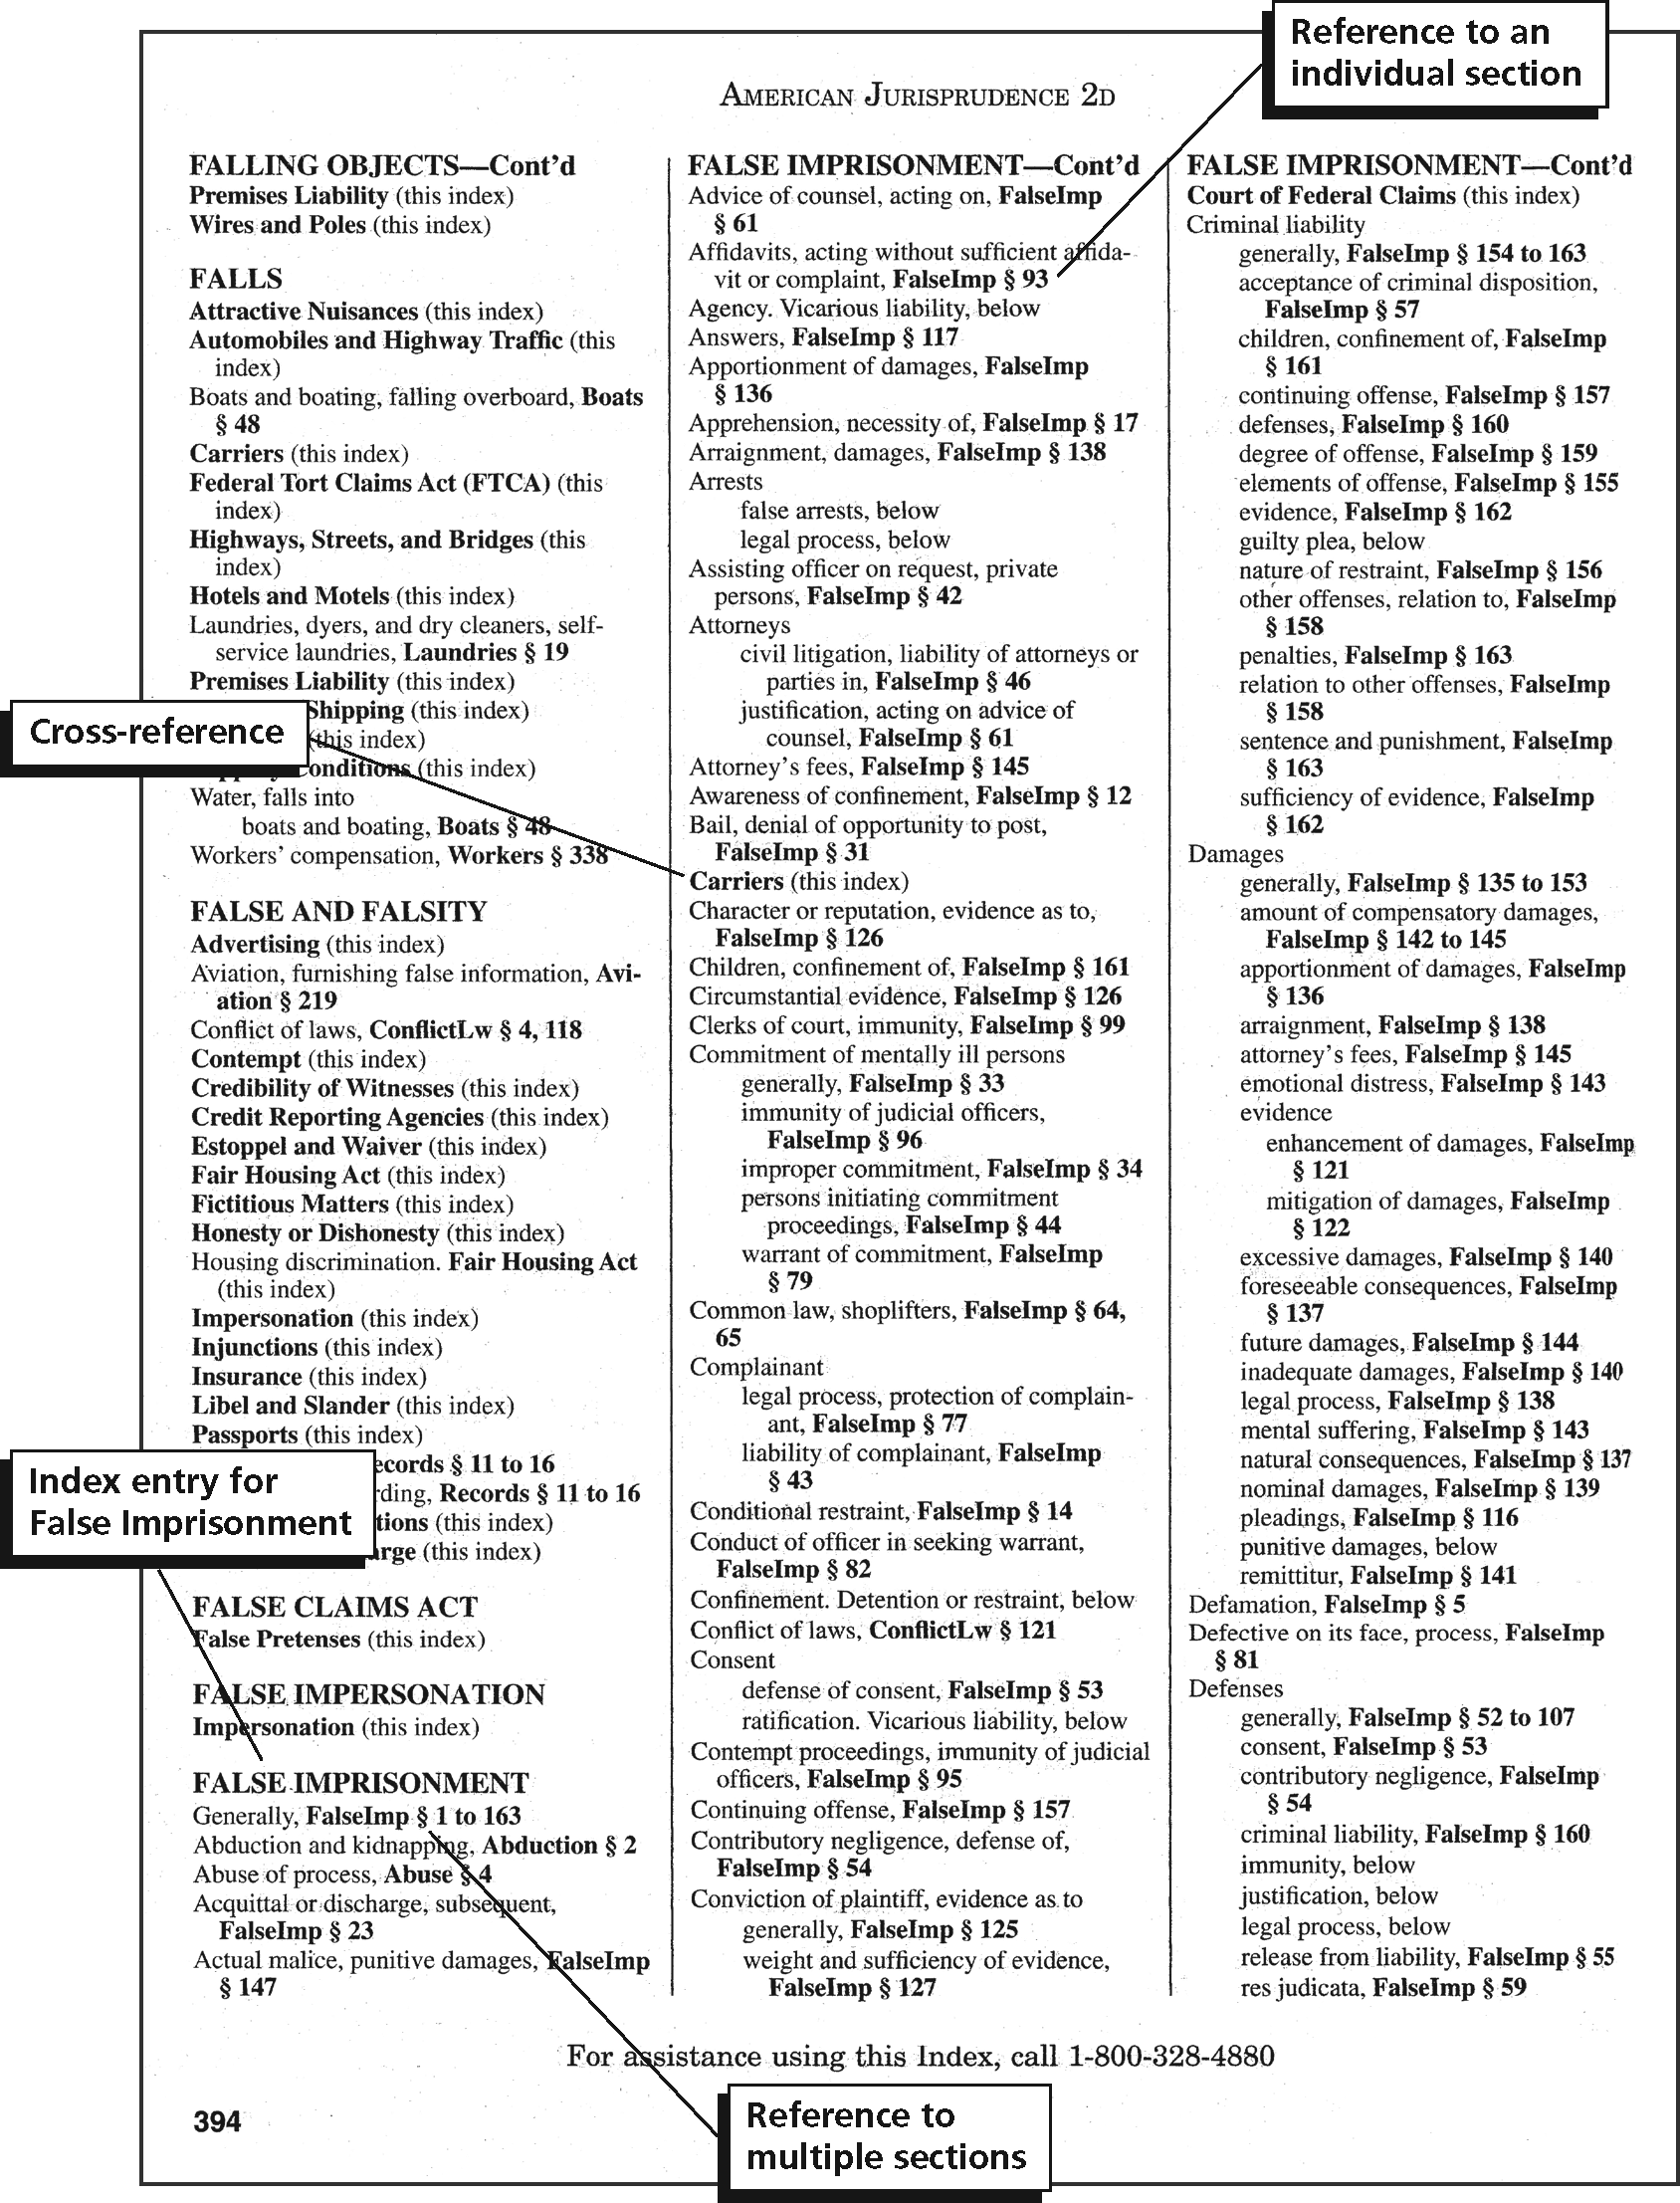 Reference to an
individual section
AMERICAN JURISPRUDENCE 2D
FALLING OBJECTS—Cont'd
Premises Liability (this index)
Wires and Poles (this index)
FALLS
Attractive Nuisances (this index)
Automobiles and Highway Traffic (this
index)
Boats and boating, falling overboard, Boats
§ 48
Carriers (this index)
Federal Tort Claims Act (FTCA) (this
index)
Highways, Streets, and Bridges (this
index)
Hotels and Motels (this index)
Laundries, dyers, and dry cleaners, self-
service laundries, Laundries § 19
Premises Liability (this index)
Shipping (this index)
(this index)
Conditions (this index)
Water, falls into
boats and boating, Boats § 48
Workers' compensation, Workers § 338
Cross-reference
FALSE AND FALSITY
Advertising (this index)
Aviation, furnishing false information, Avi-
ation § 219
Conflict of laws, ConflictLw § 4, 118
Contempt (this index)
Credibility of Witnesses (this index)
Credit Reporting Agencies (this index)
Estoppel and Waiver (this index)
Fair Housing Act (this index)
Fictitious Matters (this index)
Honesty or Dishonesty (this index)
Housing discrimination. Fair Housing Act
(this index)
Impersonation (this index)
Injunctions (this index)
Insurance (this index)
Libel and Slander (this index)
Passports (this index)
ecords § 11 to 16
rding, Records § 11 to 16
tions (this index)
arge (this index)
Index entry for
False Imprisonment
FALSE CLAIMS ACT
False Pretenses (this index)
FALSE IMPERSONATION
Impersonation (this index)
FALSE IMPRISONMENT
Generally, FalseImp § 1 to 163
Abduction and kidnapping, Abduction § 2
Abuse of process, Abuse § 4
Acquittal or discharge, subsequent,
FalseImp § 23
Actual malice, punitive damages, FalseImp
§ 147
FALSE IMPRISONMENT—Cont'd
Advice of counsel, acting on, FalseImp
§ 61
Affidavits, acting without sufficient affida-
vit or complaint, FalseImp § 93
Agency. Vicarious liability, below
Answers, FalseImp § 117
Apportionment of damages, FalseImp
§ 136
Apprehension, necessity of, FalseImp § 17
Arraignment, damages, FalseImp § 138
Arrests
false arrests, below
legal process, below
Assisting officer on request, private
persons, FalseImp § 42
Attorneys
civil litigation, liability of attorneys or
parties in, FalseImp § 46
justification, acting on advice of
counsel, FalseImp § 61
Attorney's fees, FalseImp § 145
Awareness of confinement, FalseImp § 12
Bail, denial of opportunity to post,
FalseImp § 31
Carriers (this index)
Character or reputation, evidence as to,
FalseImp § 126
Children, confinement of, FalseImp § 161
Circumstantial evidence, FalseImp § 126
Clerks of court, immunity, FalseImp § 99
Commitment of mentally ill persons
generally, FalseImp § 33
immunity of judicial officers,
FalseImp § 96
improper commitment, FalseImp § 34
persons initiating commitment
proceedings, FalseImp § 44
warrant of commitment, FalseImp
§ 79
Common law, shoplifters, FalseImp § 64,
65
Complainant
legal process, protection of complain-
ant, FalseImp § 77
liability of complainant, FalseImp
§ 43
Conditional restraint, FalseImp § 14
Conduct of officer in seeking warrant,
FalseImp § 82
Confinement. Detention or restraint, below
Conflict of laws, ConflictLw § 121
Consent
defense of consent, FalseImp § 53
ratification. Vicarious liability, below
Contempt proceedings, immunity of judicial
officers, FalseImp § 95
Continuing offense, FalseImp § 157
Contributory negligence, defense of,
FalseImp § 54
Conviction of plaintiff, evidence as to
generally, FalseImp § 125
weight and sufficiency of evidence,
FalseImp § 127
FALSE IMPRISONMENT—Cont'd
Court of Federal Claims (this index)
Criminal liability
generally, FalseImp § 154 to 163
acceptance of criminal disposition,
FalseImp § 57
children, confinement of, FalseImp
§ 161
continuing offense, FalseImp § 157
defenses, FalseImp § 160
degree of offense, FalseImp § 159
elements of offense, FalseImp § 155
evidence, FalseImp § 162
guilty plea, below
nature of restraint, FalseImp § 156
other offenses, relation to, FalseImp
§ 158
penalties, FalseImp § 163
relation to other offenses, FalseImp
§ 158
sentence and punishment, FalseImp
§ 163
sufficiency of evidence, FalseImp
§ 162
Damages
generally, FalseImp § 135 to 153
amount of compensatory damages,
FalseImp § 142 to 145
apportionment of damages, FalseImp
§ 136
arraignment, FalseImp § 138
attorney's fees, FalseImp § 145
emotional distress, FalseImp § 143
evidence
enhancement of damages, FalseImp
§ 121
mitigation of damages, FalseImp
§ 122
excessive damages, FalseImp § 140
foreseeable consequences, FalseImp
§ 137
future damages, FalseImp § 144
inadequate damages, FalseImp § 140
legal process, FalseImp § 138
mental suffering, FalseImp § 143
natural consequences, FalseImp § 137
nominal damages, FalseImp § 139
pleadings, FalseImp § 116
punitive damages, below
remittitur, FalseImp § 141
Defamation, FalseImp § 5
Defective on its face, process, FalseImp
§ 81
Defenses
generally, FalseImp § 52 to 107
consent, FalseImp § 53
contributory negligence, FalseImp
§ 54
criminal liability, FalseImp § 160
immunity, below
justification, below
legal process, below
release from liability, FalseImp § 55
res judicata, FalseImp § 59
For assistance using this Index, call 1-800-328-4880
394
Reference to
multiple sections